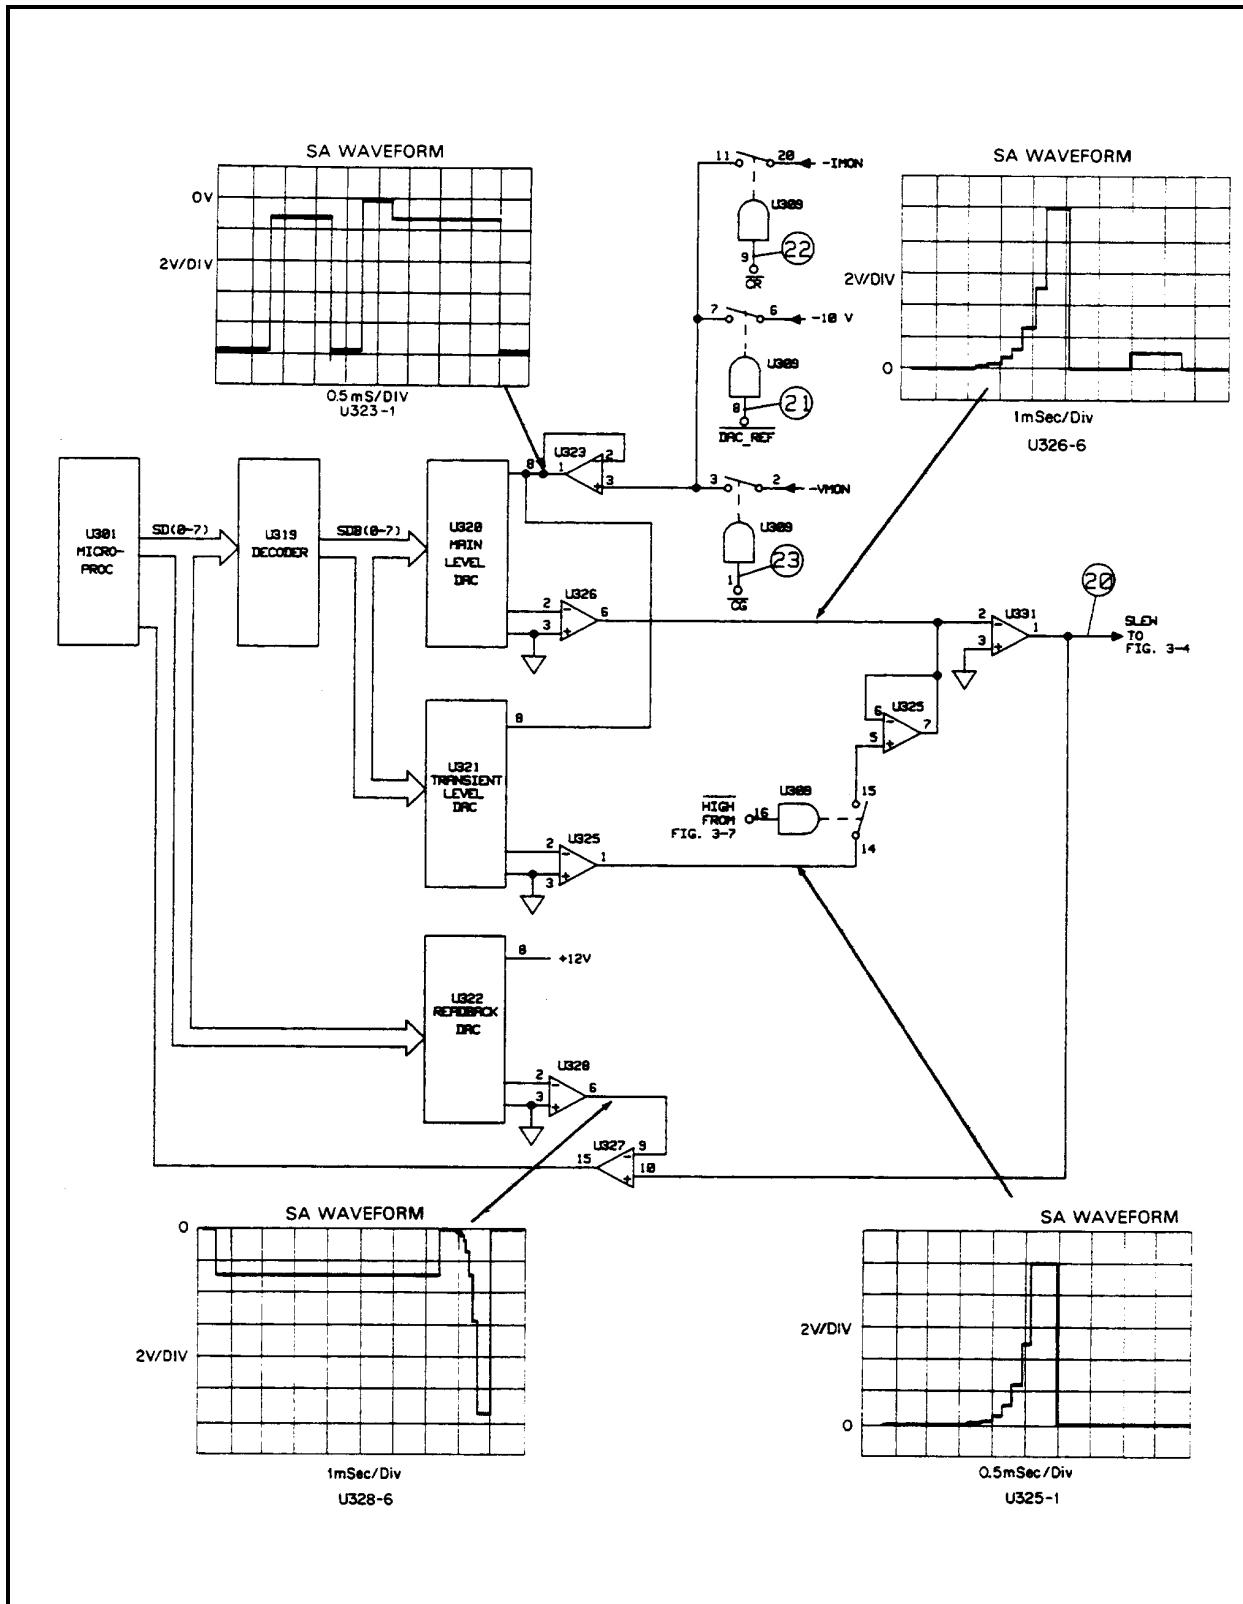 SA WAVEFORM
0V
2V/DIV
0.5mS/DIV
U323-1
11
20
-IMON
U309
9
22
CR
7
6
-10 V
U309
8
21
DAC_REF
3
2
-VMON
U309
1
23
CG
SA WAVEFORM
2V/DIV
0
1mSec/Div
U326-6
U301
MICRO-
PROC
SD(0-7)
U319
DECODER
SDB(0-7)
U320
MAIN
LEVEL
DAC
8
U323
1
2
3
2
3
U326
6
2
3
U331
1
20
SLEW
TO
FIG. 3-4
U321
TRANSIENT
LEVEL
DAC
8
2
3
U325
1
6
5
U325
7
HIGH
FROM
FIG. 3-7
16
U308
15
14
U322
READBACK
DAC
8
+12V
2
3
U328
6
U327
15
9
10
SA WAVEFORM
0
2V/DIV
1mSec/Div
U328-6
SA WAVEFORM
2V/DIV
0
0.5mSec/Div
U325-1